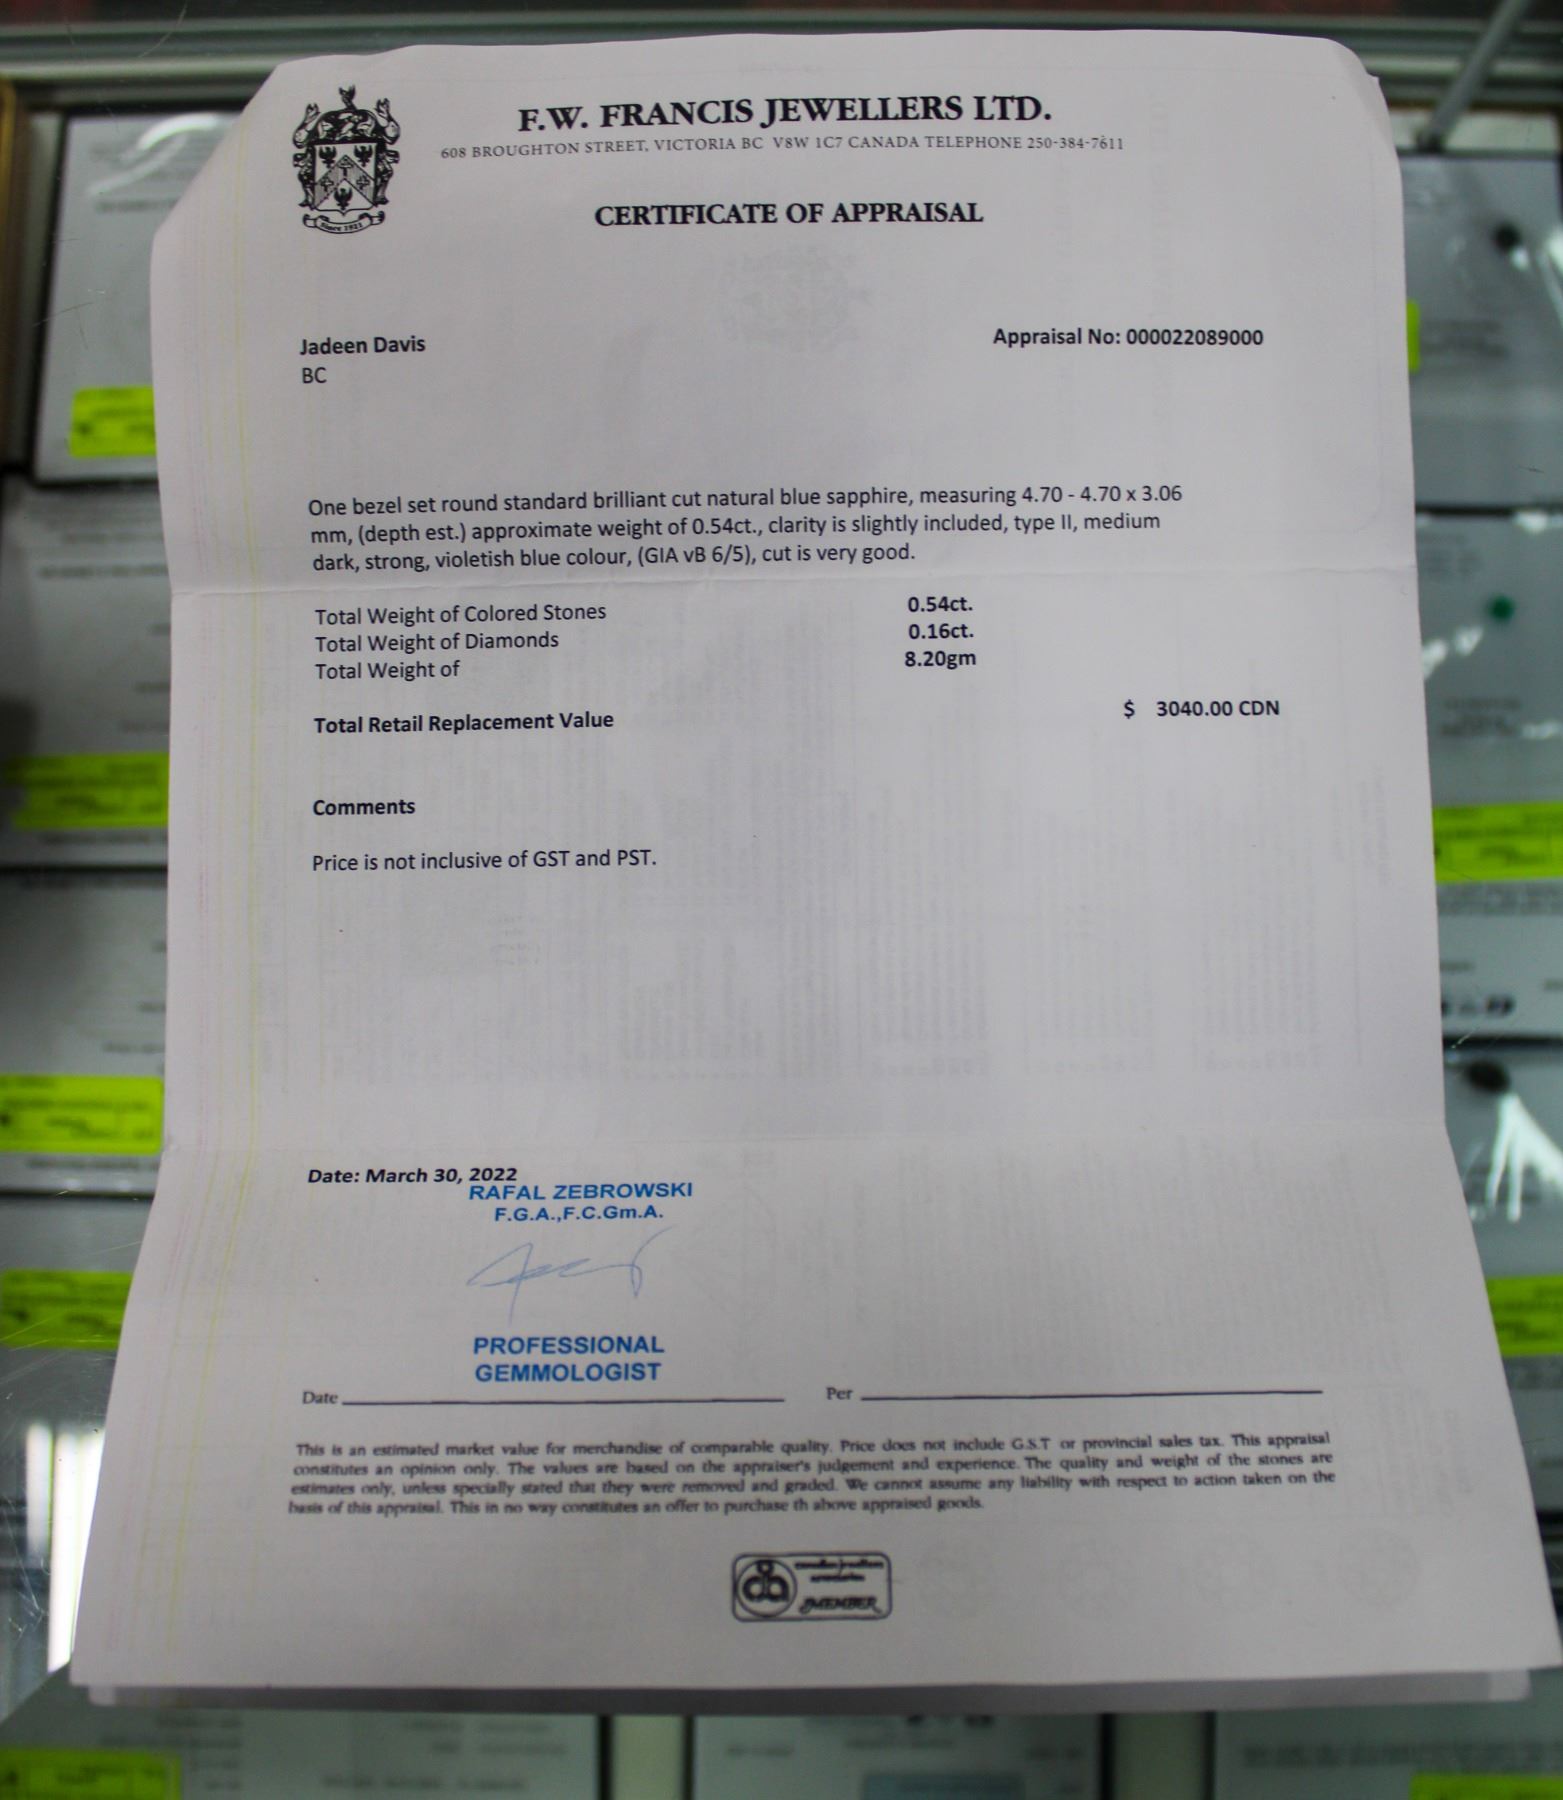 F.W. FRANCIS JEWELLERS LTD.
608 BROUGHTON STREET, VICTORIA BC V8W 1C7 CANADA TELEPHONE 250-384-7611
Since 1921
CERTIFICATE OF APPRAISAL
Jadeen Davis
Appraisal No: 000022089000
BC
One bezel set round standard brilliant cut natural blue sapphire, measuring 4.70 - 4.70 x 3.06
mm, (depth est.) approximate weight of 0.54ct., clarity is slightly included, type II, medium
dark, strong, violetish blue colour, (GIA vB 6/5), cut is very good.
Total Weight of Colored Stones 0.54ct.
Total Weight of Diamonds 0.16ct.
Total Weight of 8.20gm
Total Retail Replacement Value $ 3040.00 CDN
Comments
Price is not inclusive of GST and PST.
Date: March 30, 2022
RAFAL ZEBROWSKI
F.G.A.,F.C.Gm.A.
PROFESSIONAL
GEMMOLOGIST
Date Per
This is an estimated market value for merchandise of comparable quality. Price does not include G.S.T or provincial sales tax. This appraisal
constitutes an opinion only. The values are based on the appraiser's judgement and experience. The quality and weight of the stones are
estimates only, unless specially stated that they were removed and graded. We cannot assume any liability with respect to action taken on the
basis of this appraisal. This in no way constitutes an offer to purchase th above appraised goods.
MEMBER